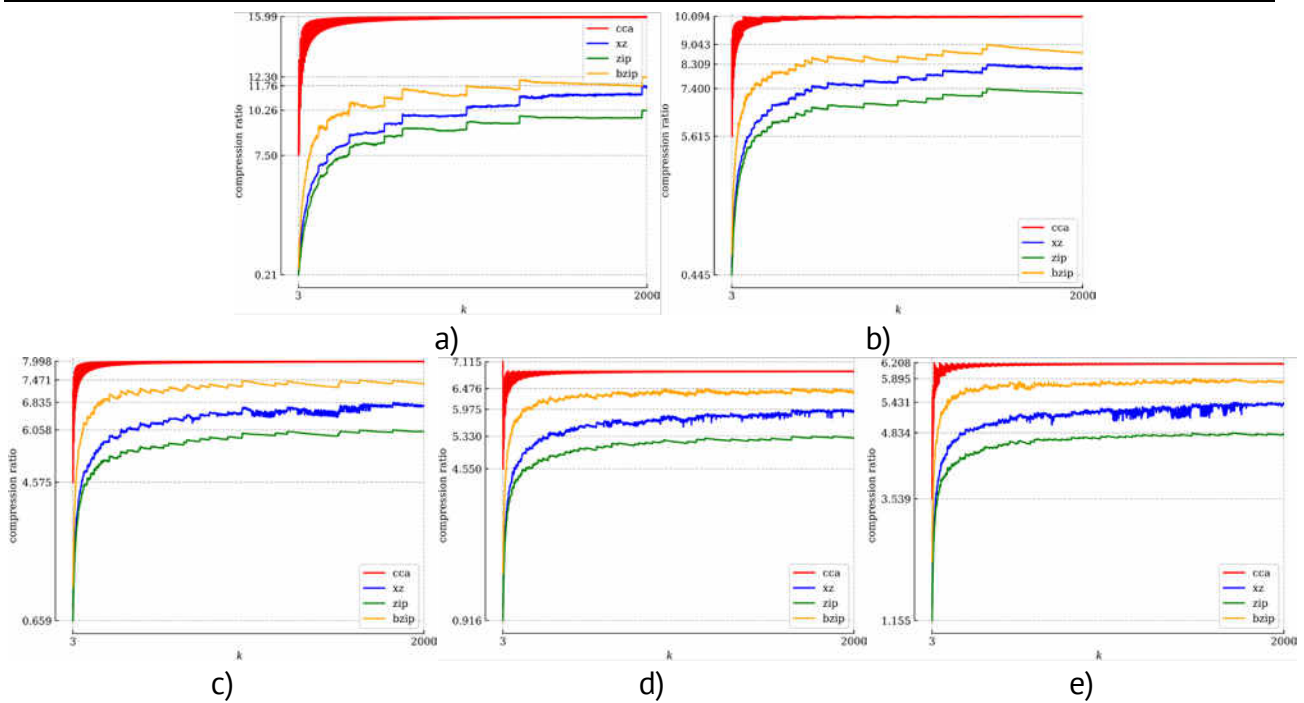 15.99
12.30
11.76
10.26
7.50
0.21
compression ratio
3
2000
k
cca
xz
zip
bzip
a)
10.094
9.043
8.309
7.400
5.615
0.445
compression ratio
3
2000
k
cca
xz
zip
bzip
b)
7.998
7.471
6.835
6.058
4.575
0.659
compression ratio
3
2000
k
cca
xz
zip
bzip
c)
7.115
6.476
5.975
5.330
4.550
0.916
compression ratio
3
2000
k
cca
xz
zip
bzip
d)
6.208
5.895
5.431
4.834
3.539
1.155
compression ratio
3
2000
k
cca
xz
zip
bzip
e)